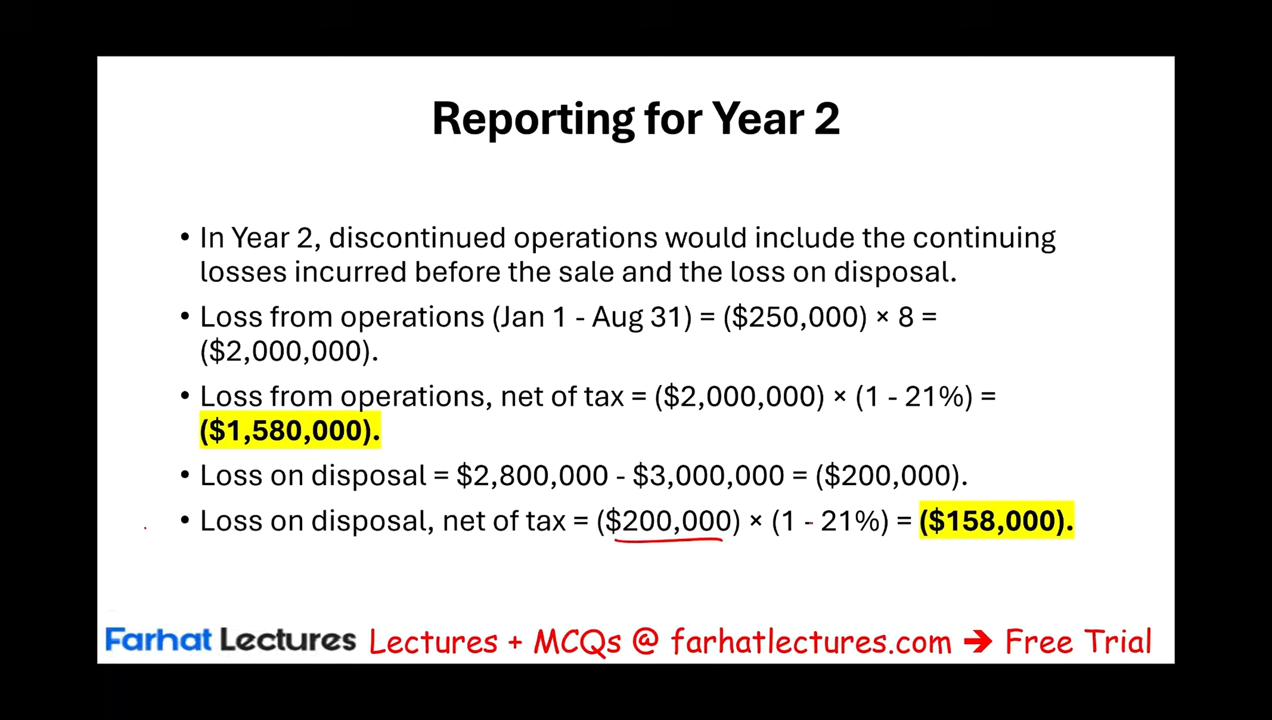 Reporting for Year 2
• In Year 2, discontinued operations would include the continuing
losses incurred before the sale and the loss on disposal.
• Loss from operations (Jan 1 - Aug 31) = ($250,000) × 8 =
($2,000,000).
• Loss from operations, net of tax = ($2,000,000) × (1 - 21%) =
($1,580,000).
• Loss on disposal = $2,800,000 - $3,000,000 = ($200,000).
• Loss on disposal, net of tax = ($200,000) × (1 - 21%) = ($158,000).
Farhat Lectures Lectures + MCQs @ farhatlectures.com ➔ Free Trial